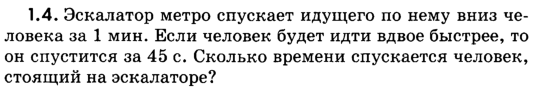 1.4. Эскалатор метро спускает идущего по нему вниз че-
ловека за 1 мин. Если человек будет идти вдвое быстрее, то
он спустится за 45 с. Сколько времени спускается человек,
стоящий на эскалаторе?